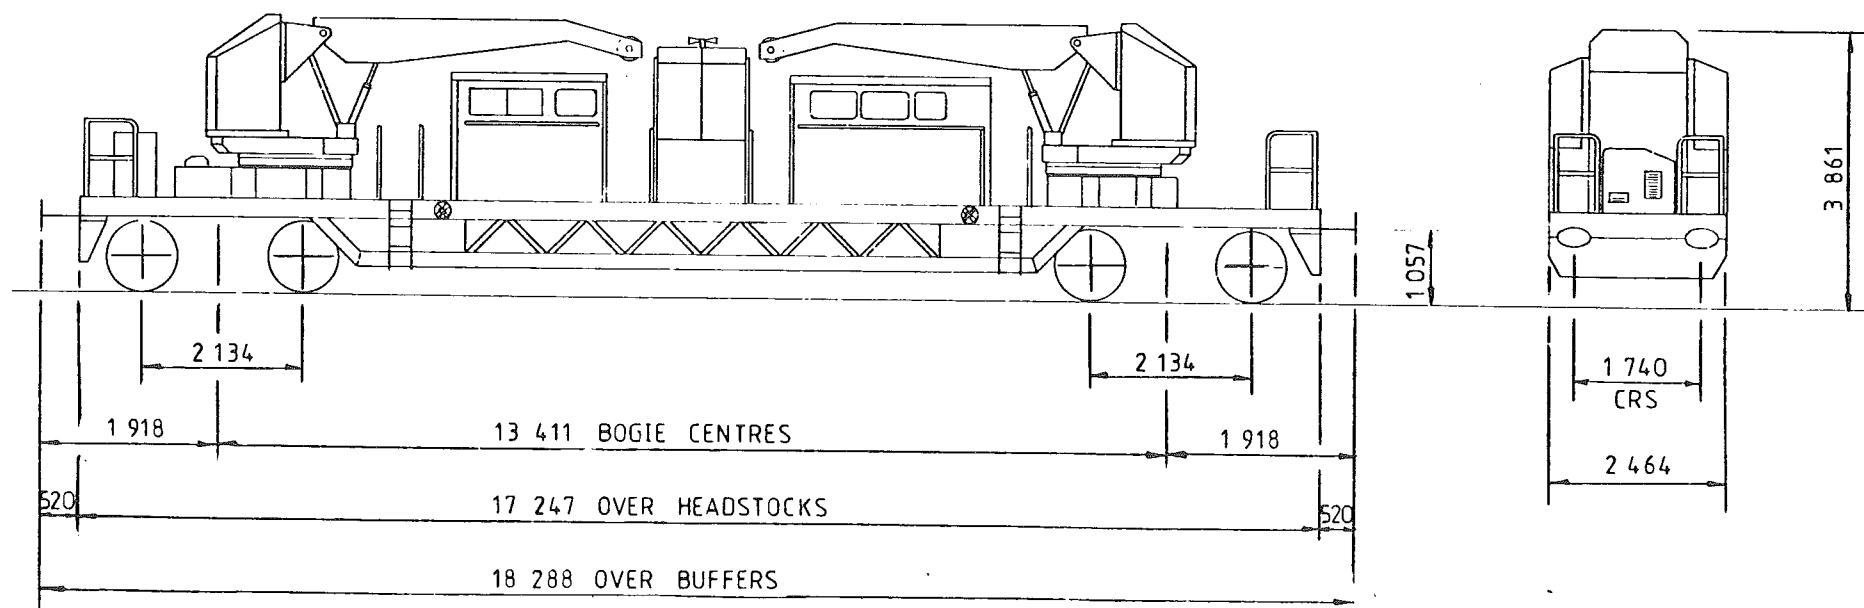 3 861
1 057
2 134
2 134
1 740
CRS
1 918
13 411 BOGIE CENTRES
1 918
2 464
520
17 247 OVER HEADSTOCKS
520
18 288 OVER BUFFERS